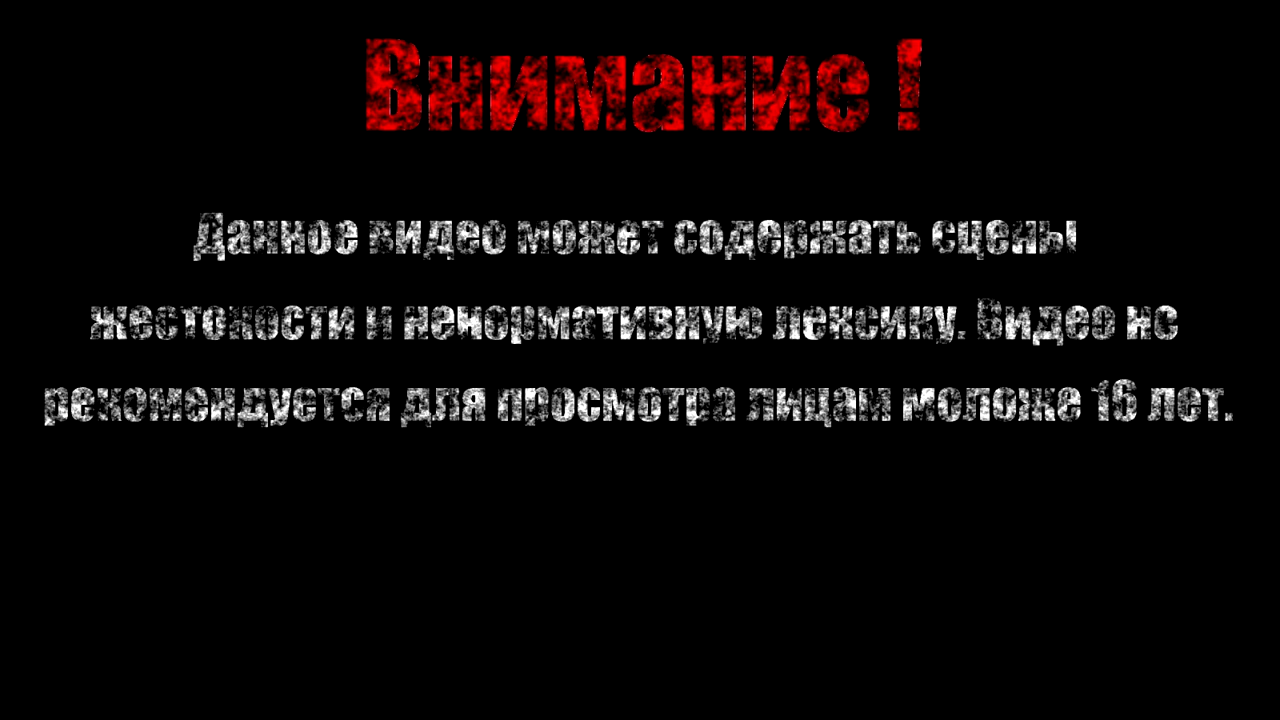 Внимание !
Данное видео может содержать сцены
жестокости и ненормативную лексику. Видео не
рекомендуется для просмотра лицам моложе 16 лет.